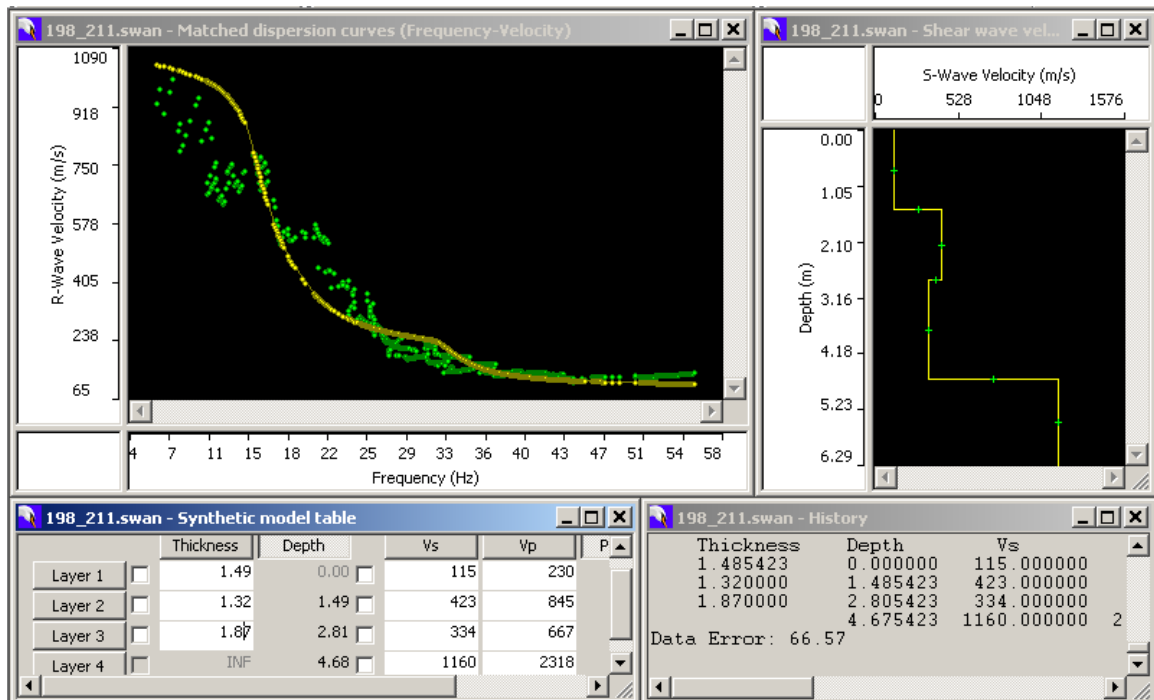 198_211.swan - Matched dispersion curves (Frequency-Velocity)
1090
918
750
578
405
238
65
R-Wave Velocity (m/s)
4 7 11 15 18 22 25 29 33 36 40 43 47 51 54 58
Frequency (Hz)
198_211.swan - Shear wave vel...
S-Wave Velocity (m/s)
0 528 1048 1576
0.00
1.05
2.10
3.16
4.18
5.23
6.29
Depth (m)
198_211.swan - Synthetic model table
Thickness Depth Vs Vp P
Layer 1 1.49 0.00 115 230
Layer 2 1.32 1.49 423 845
Layer 3 1.87 2.81 334 667
Layer 4 INF 4.68 1160 2318
198_211.swan - History
Thickness Depth Vs
1.485423 0.000000 115.000000
1.320000 1.485423 423.000000
1.870000 2.805423 334.000000
4.675423 1160.000000 2
Data Error: 66.57